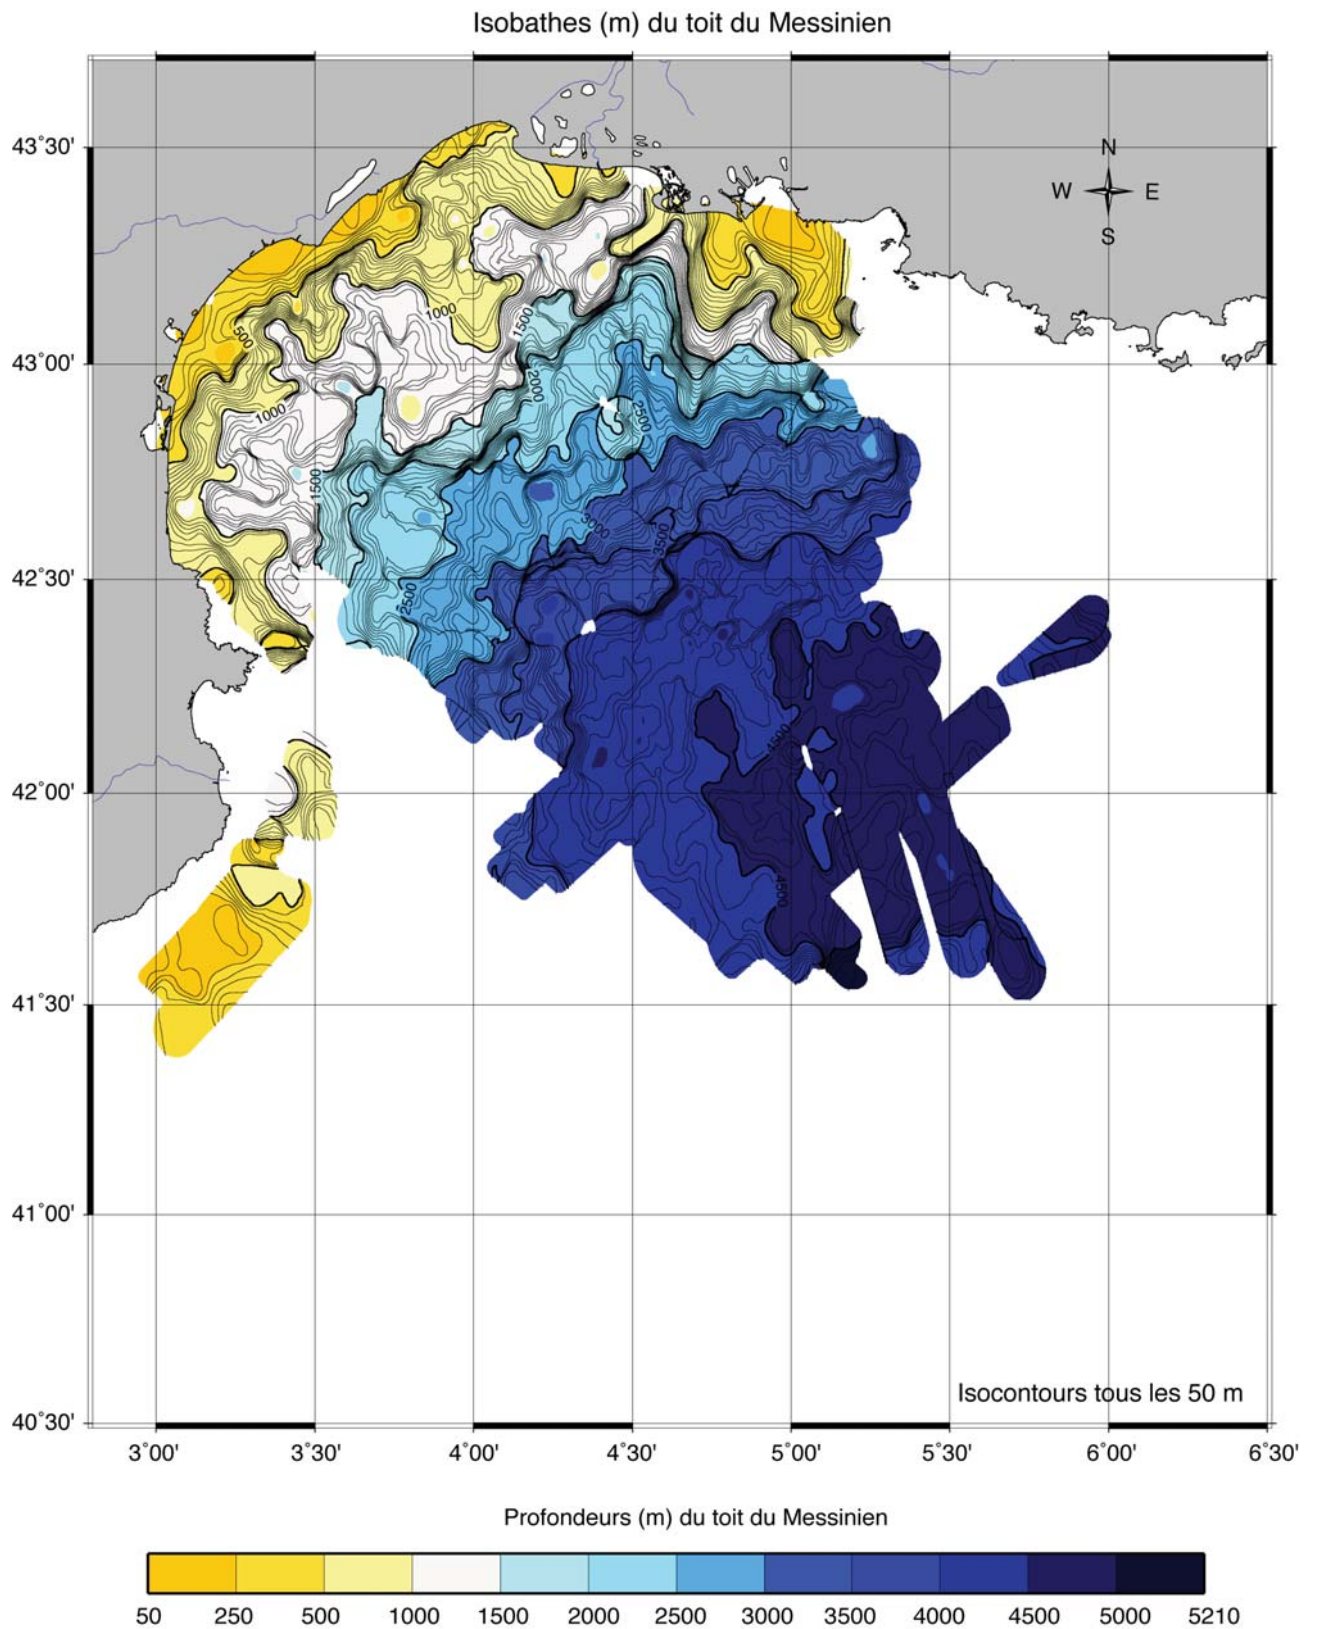 Isobathes (m) du toit du Messinien
43°30'
43°00'
42°30'
42°00'
41°30'
41°00'
40°30'
N
W E
S
500
1000
1000
1500
1500
2000
2500
2500
3000
3500
4500
4500
Isocontours tous les 50 m
3°00' 3°30' 4°00' 4°30' 5°00' 5°30' 6°00' 6°30'
Profondeurs (m) du toit du Messinien
50 250 500 1000 1500 2000 2500 3000 3500 4000 4500 5000 5210